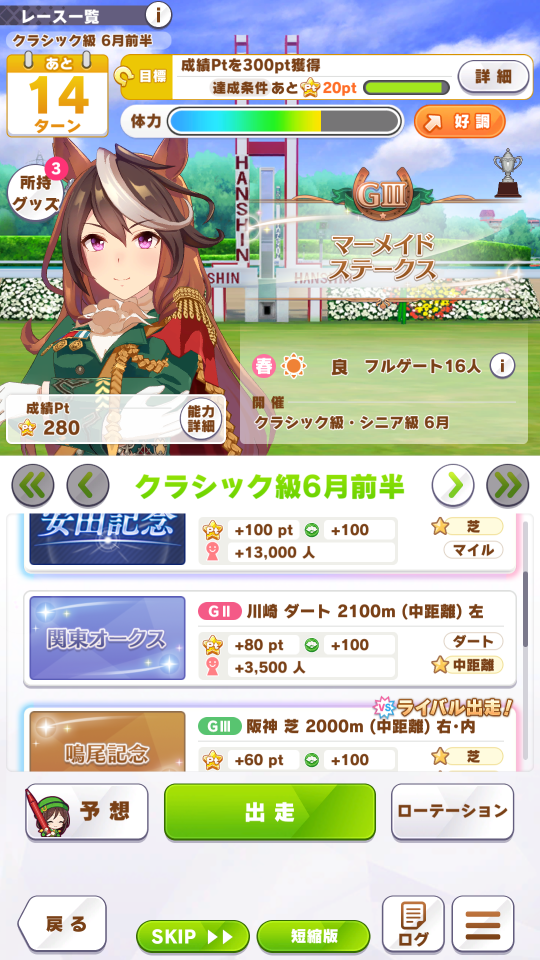 レース一覧
i
クラシック級 6月前半
あと
14
ターン
目標
成績Ptを300pt獲得
達成条件 あと 20pt
詳細
体力
好調
3
所持
グッズ
HANSHIN
SHIN
HANSHIN
GⅢ
マーメイド
ステークス
春
良
フルゲート16人
i
開催
クラシック級・シニア級 6月
成績Pt
280
能力
詳細
クラシック級6月前半
安田記念
+100 pt
+100
芝
+13,000 人
マイル
関東オークス
GⅡ 川崎 ダート 2100m (中距離) 左
+80 pt
+100
ダート
+3,500 人
中距離
VS ライバル出走!
鳴尾記念
GⅢ 阪神 芝 2000m (中距離) 右・内
+60 pt
+100
芝
予想
出走
ローテーション
戻る
SKIP
短縮版
ログ